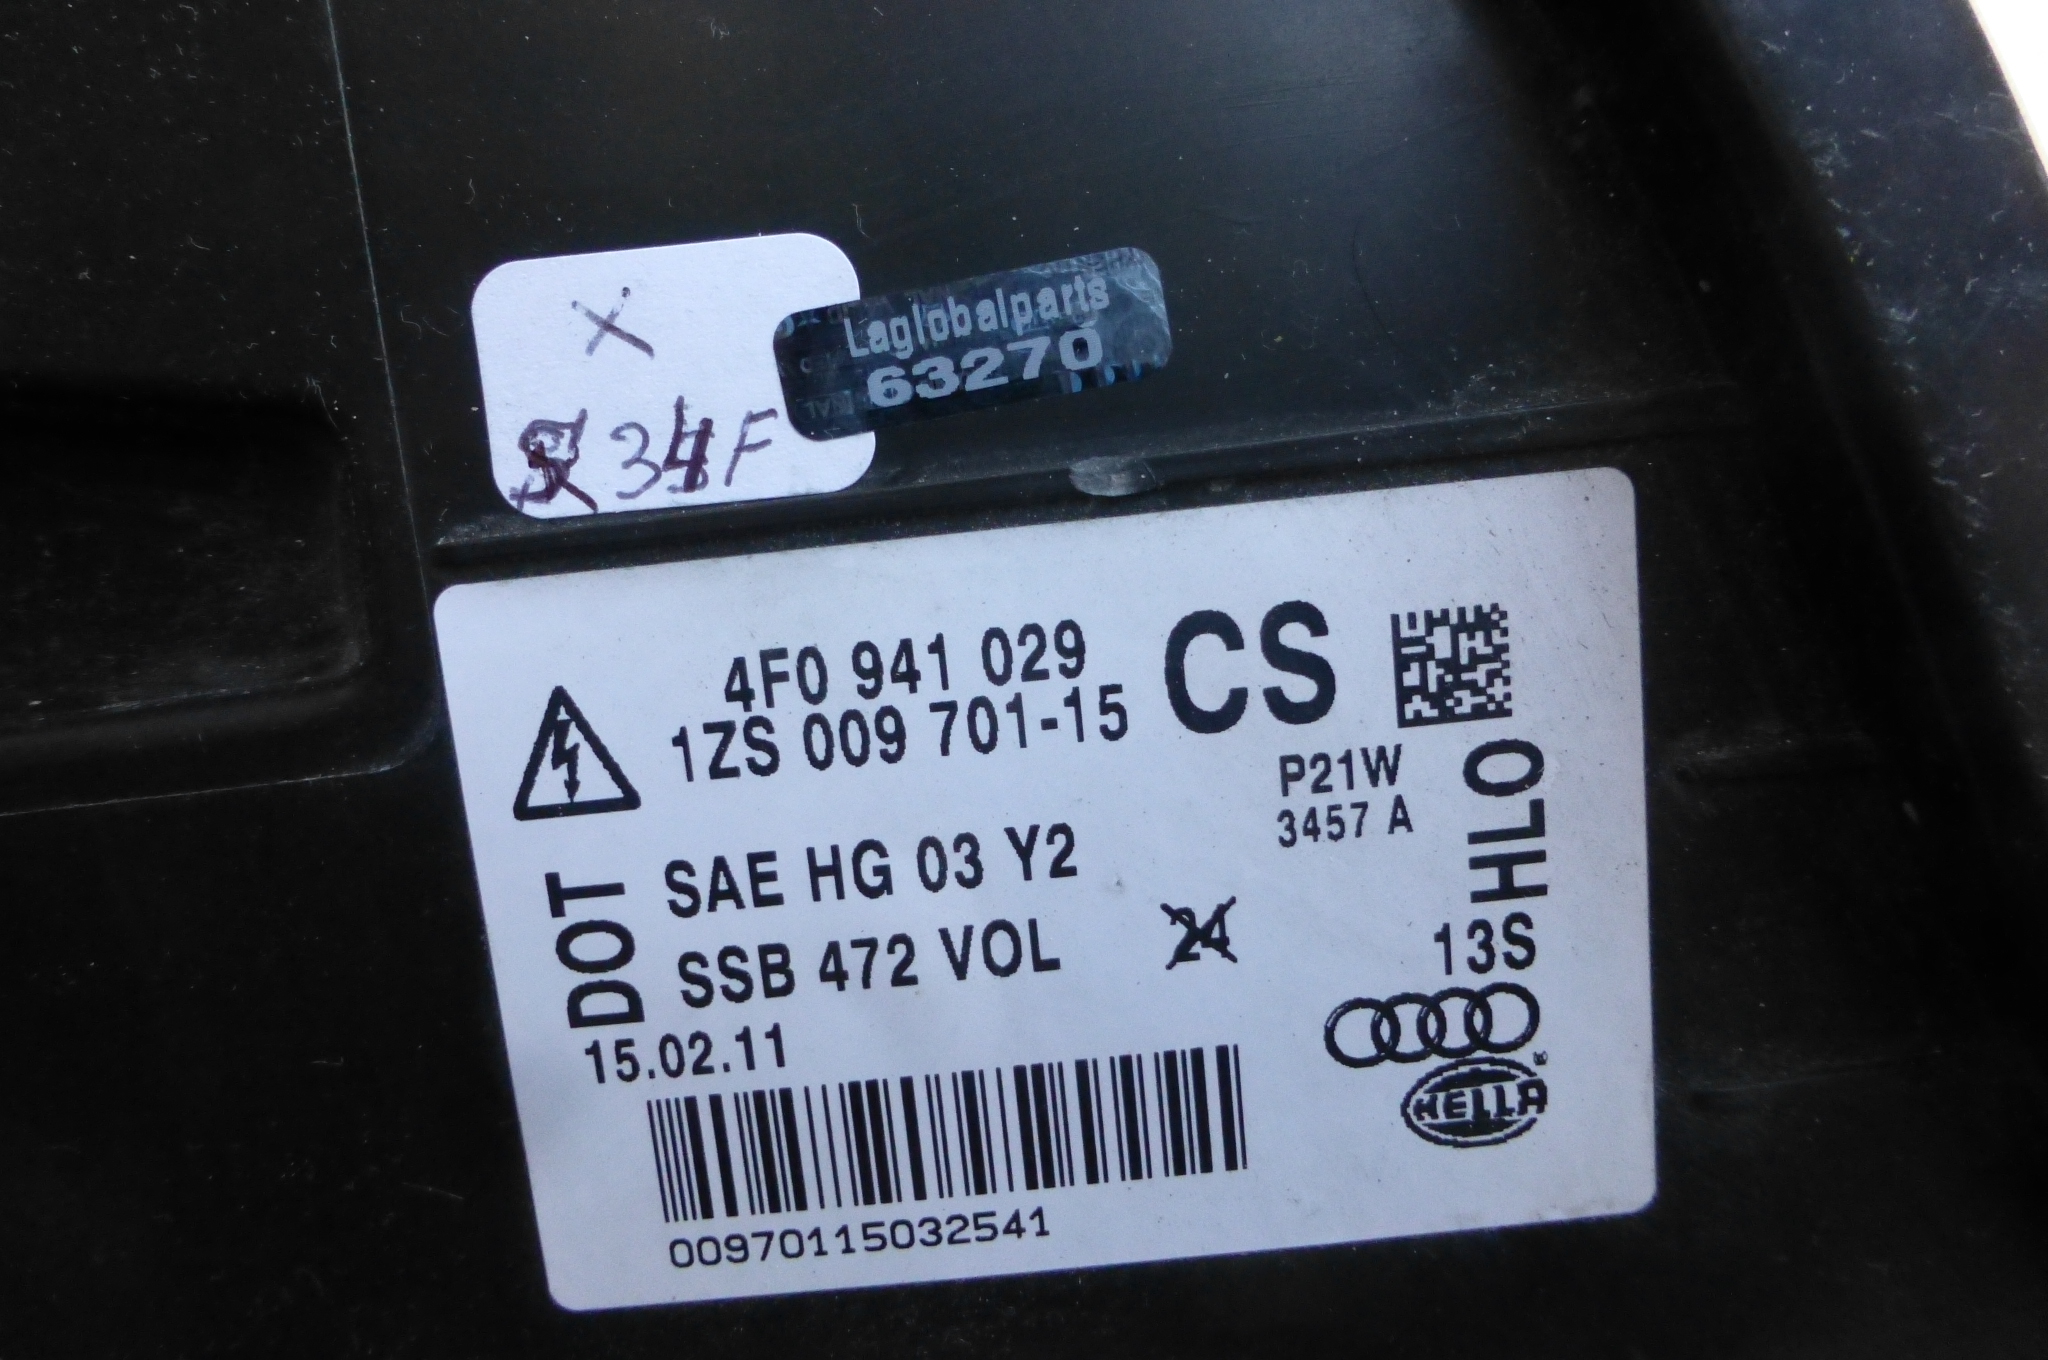 X
34F
Laglobalparts
63270
4F0 941 029
1ZS 009 701-15
CS
P21W
3457 A
HL0
DOT
SAE HG 03 Y2
SSB 472 VOL
24
13S
15.02.11
HELLA
®
00970115032541